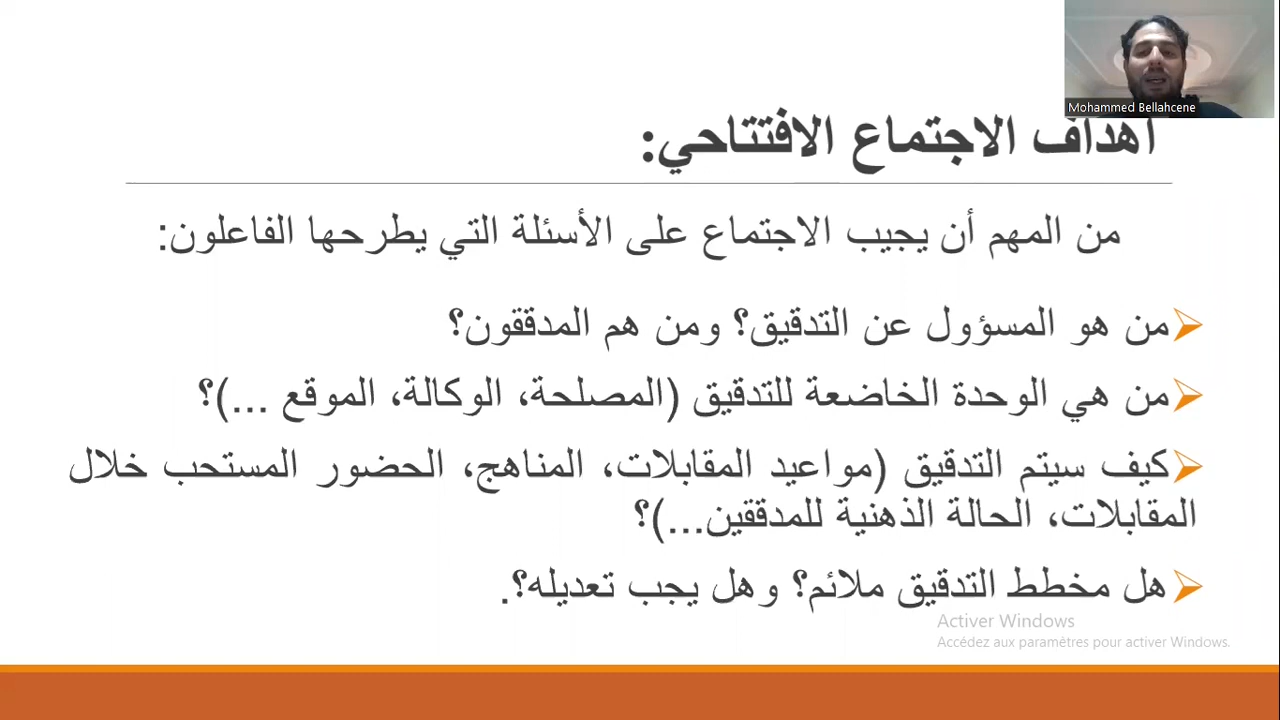 Mohammed Bellahcene
أهداف الاجتماع الافتتاحي:
من المهم أن يجيب الاجتماع على الأسئلة التي يطرحها الفاعلون:
من هو المسؤول عن التدقيق؟ ومن هم المدققون؟
من هي الوحدة الخاضعة للتدقيق (المصلحة، الوكالة، الموقع ...)؟
كيف سيتم التدقيق (مواعيد المقابلات، المناهج، الحضور المستحب خلال
المقابلات، الحالة الذهنية للمدققين...)؟
هل مخطط التدقيق ملائم؟ وهل يجب تعديله؟.
Activer Windows
Accédez aux paramètres pour activer Windows.